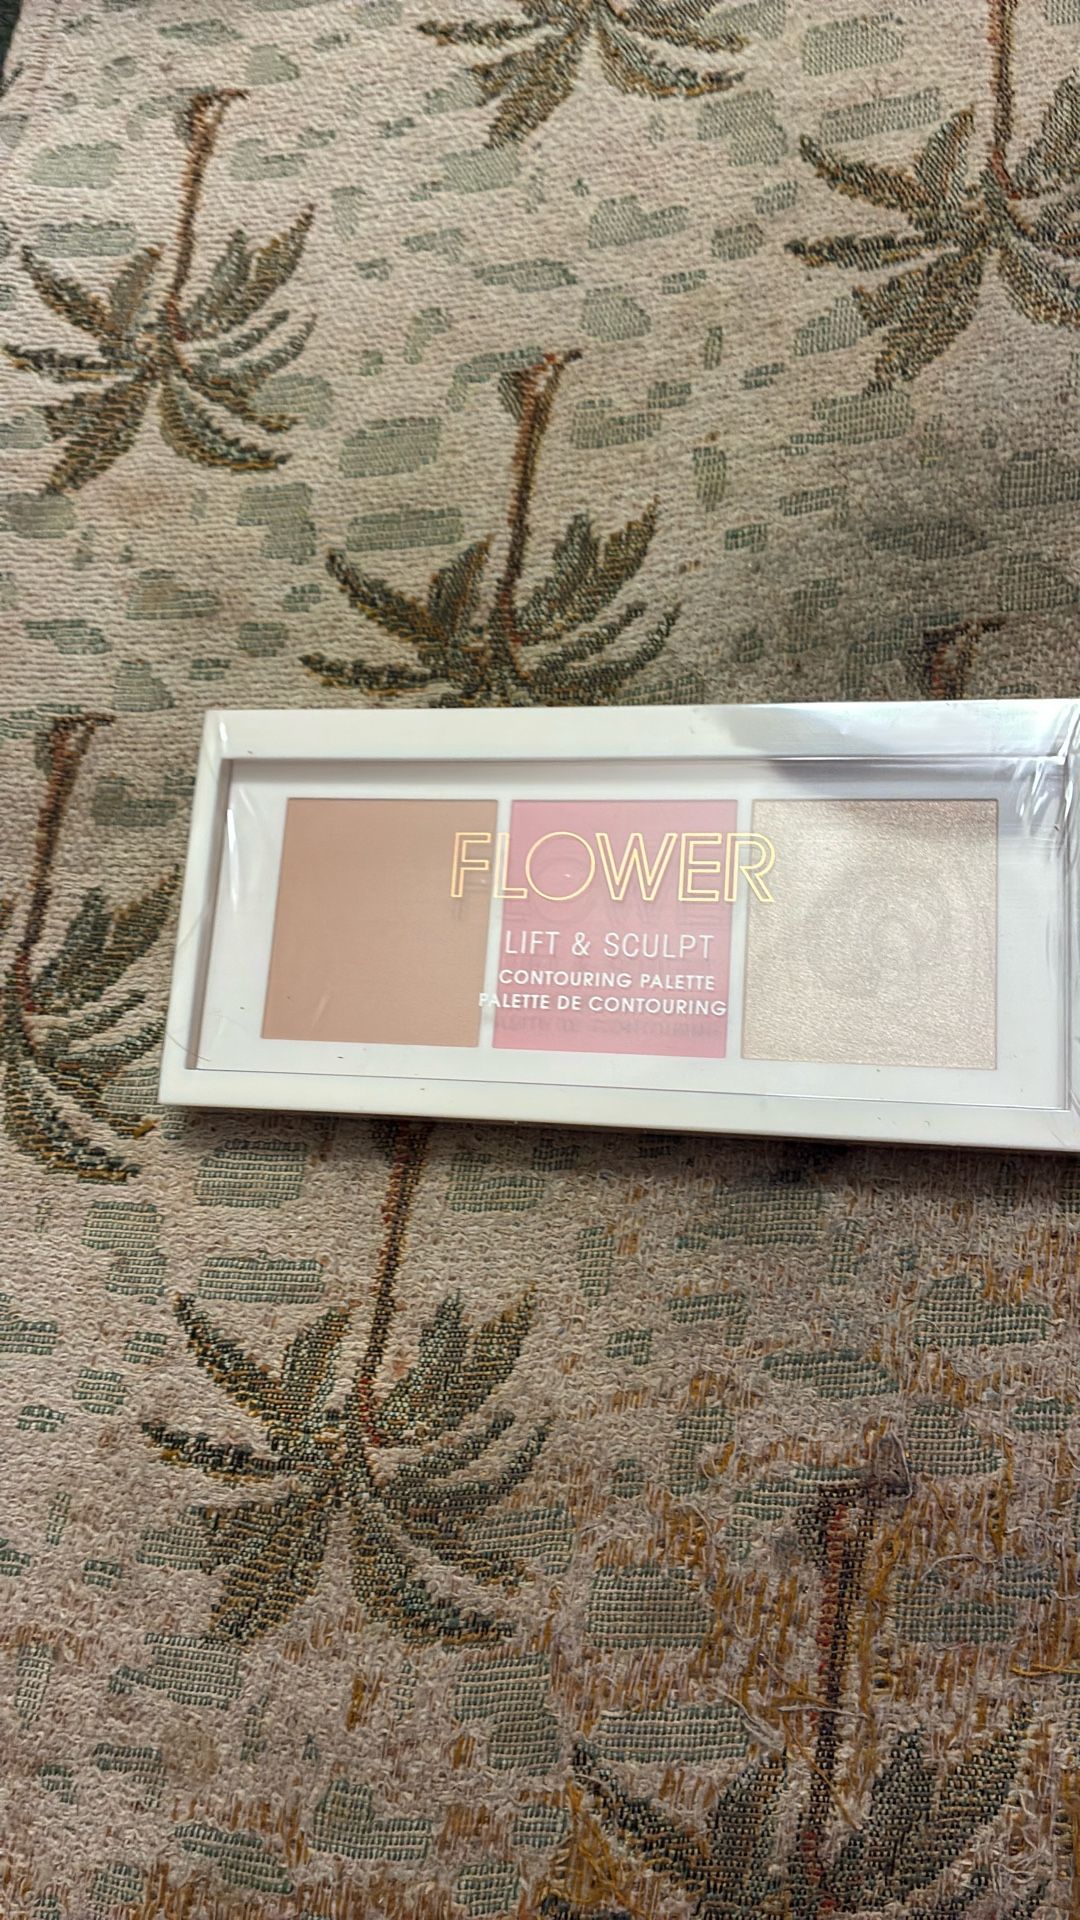 FLOWER
LIFT & SCULPT
CONTOURING PALETTE
PALETTE DE CONTOURING